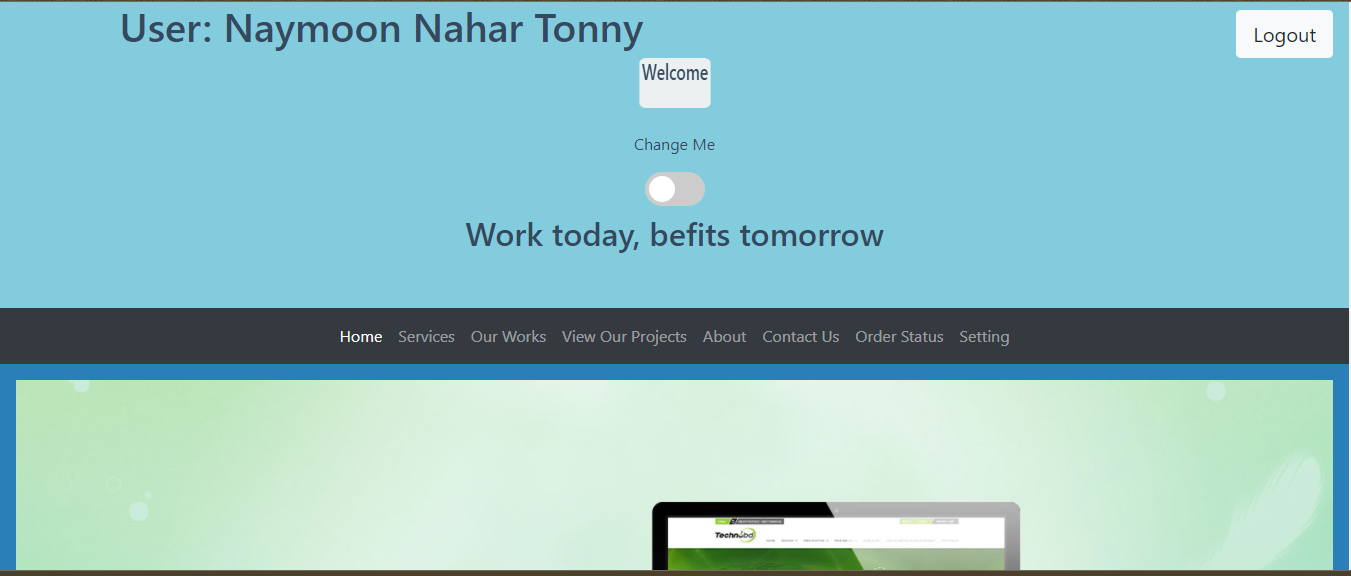 User: Naymoon Nahar Tonny
Logout
Welcome
Change Me
Work today, befits tomorrow
Home Services Our Works View Our Projects About Contact Us Order Status Setting
Techn bd